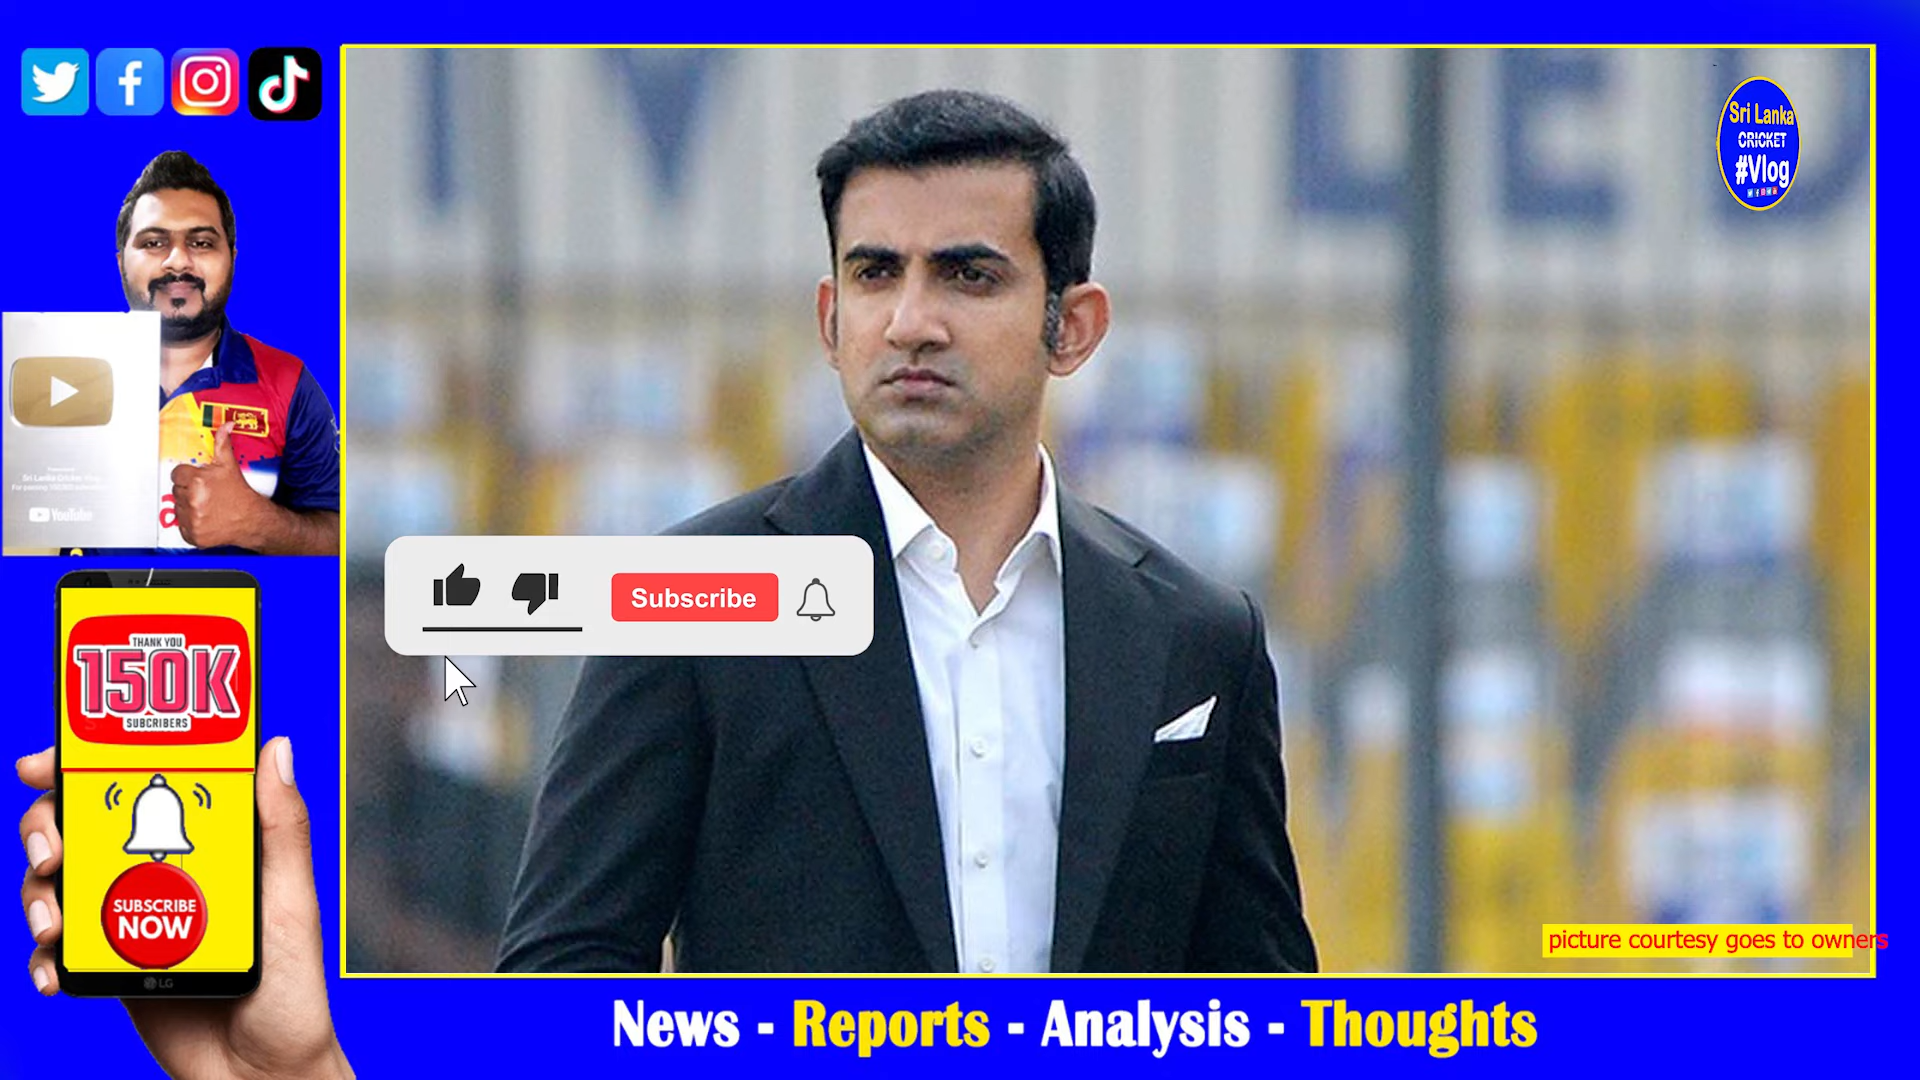 Sri Lanka
CRICKET
#Vlog
YouTube
THANK YOU
150K
SUBCRIBERS
SUBSCRIBE
NOW
LG
Subscribe
picture courtesy goes to owners
News - Reports - Analysis - Thoughts